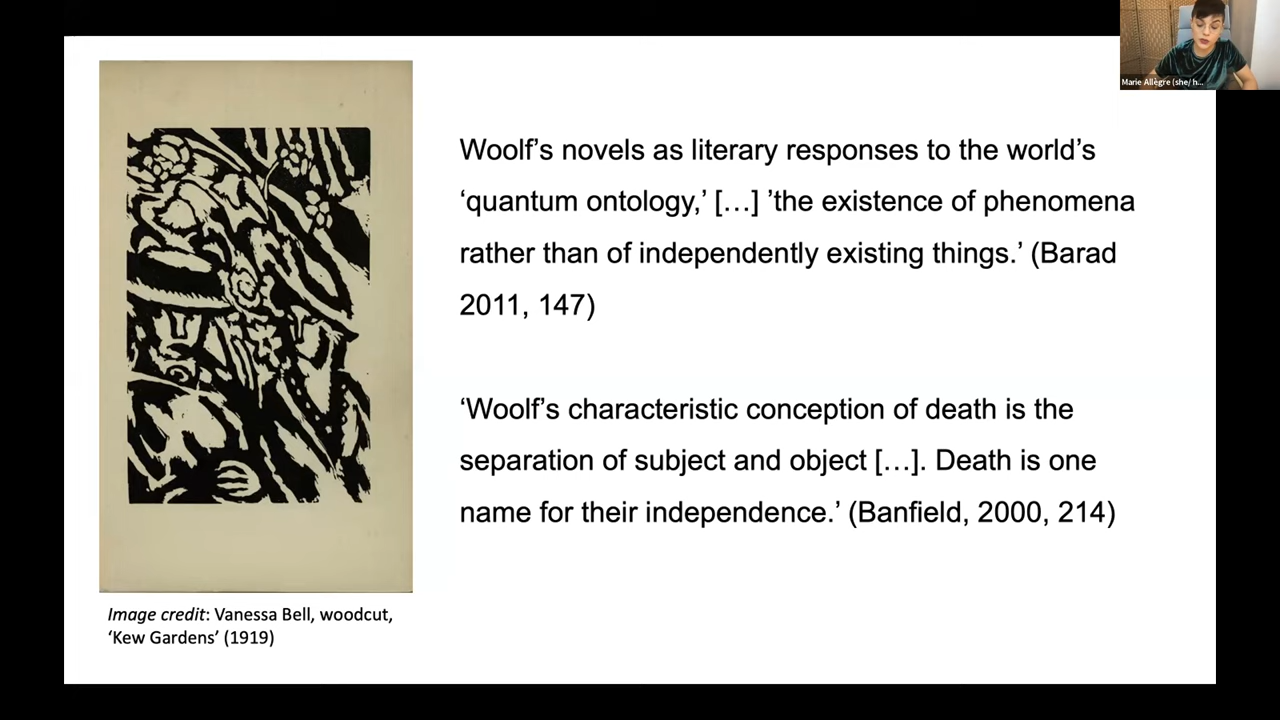 Marie Allègre (she/ h...
Woolf’s novels as literary responses to the world’s
‘quantum ontology,’ […] ’the existence of phenomena
rather than of independently existing things.’ (Barad
2011, 147)
‘Woolf’s characteristic conception of death is the
separation of subject and object […]. Death is one
name for their independence.’ (Banfield, 2000, 214)
Image credit: Vanessa Bell, woodcut,
‘Kew Gardens’ (1919)